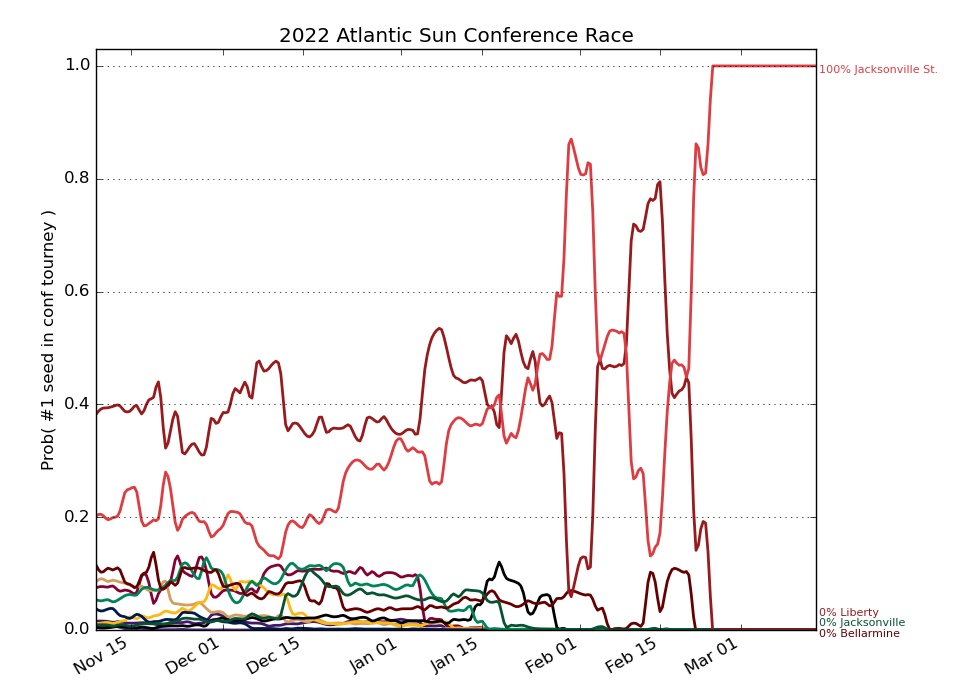 2022 Atlantic Sun Conference Race
Prob( #1 seed in conf tourney )
1.0
0.8
0.6
0.4
0.2
0.0
Nov 15
Dec 01
Dec 15
Jan 01
Jan 15
Feb 01
Feb 15
Mar 01
100% Jacksonville St.
0% Liberty
0% Jacksonville
0% Bellarmine